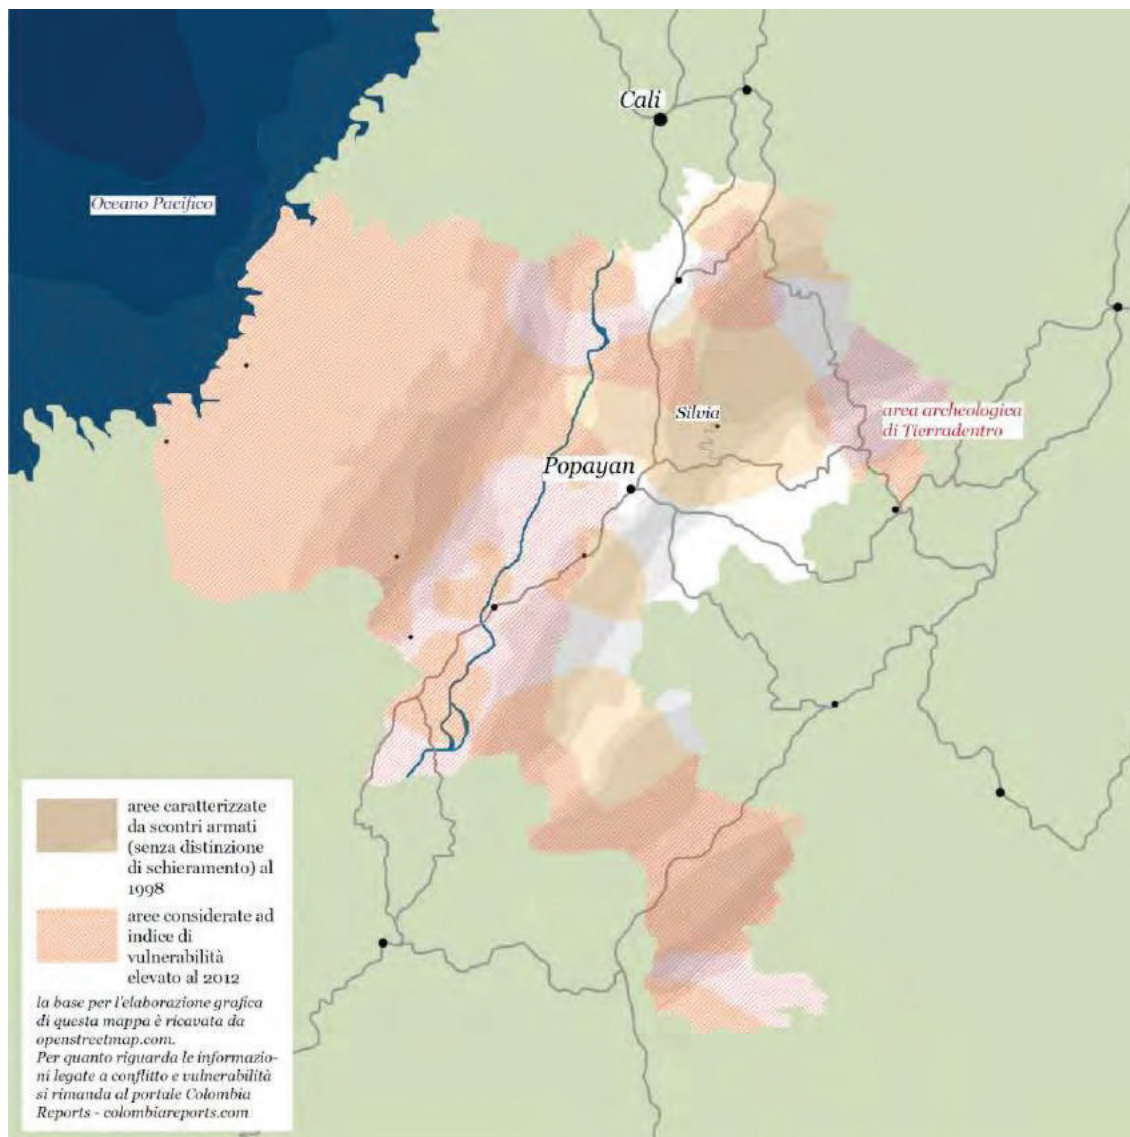 Cali
Oceano Pacifico
Silvia
area archeologica
di Tierradentro
Popayan
aree caratterizzate
da scontri armati
(senza distinzione
di schieramento) al
1998
aree considerate ad
indice di
vulnerabilità
elevato al 2012
la base per l'elaborazione grafica
di questa mappa è ricavata da
openstreetmap.com.
Per quanto riguarda le informazio-
ni legate a conflitto e vulnerabilità
si rimanda al portale Colombia
Reports - colombiareports.com